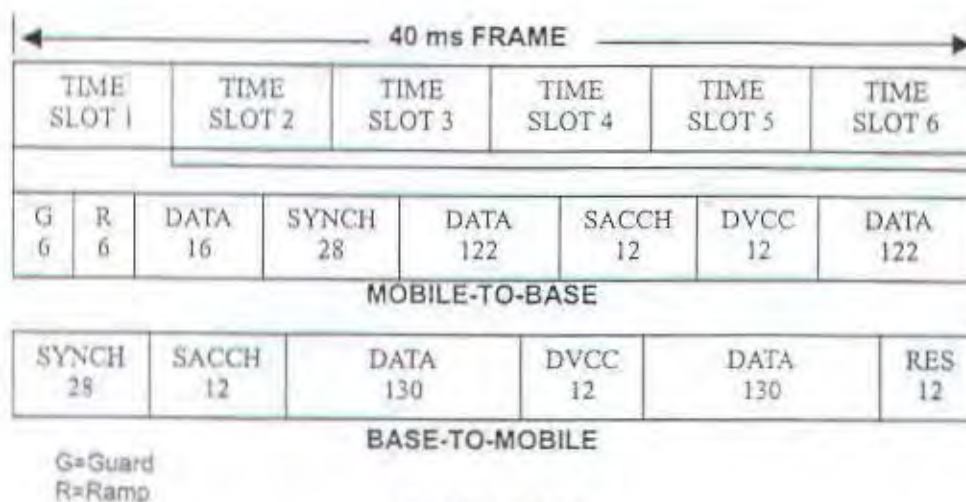 40 ms FRAME
TIME SLOT 1
TIME SLOT 2
TIME SLOT 3
TIME SLOT 4
TIME SLOT 5
TIME SLOT 6
G 6
R 6
DATA 16
SYNCH 28
DATA 122
SACCH 12
DVCC 12
DATA 122
MOBILE-TO-BASE
SYNCH 28
SACCH 12
DATA 130
DVCC 12
DATA 130
RES 12
BASE-TO-MOBILE
G=Guard
R=Ramp